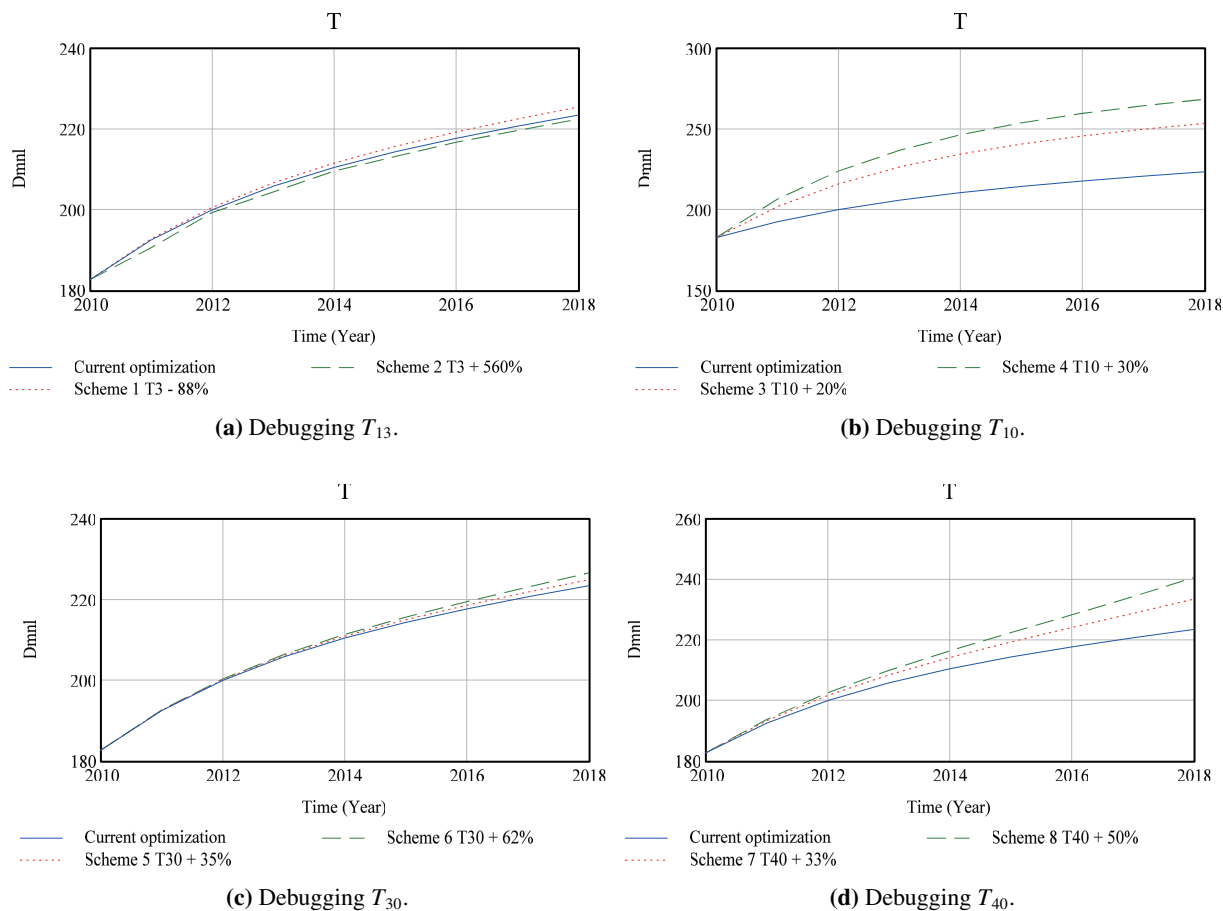 T
240
220
200
180
Dmnl
2010
2012
2014
2016
2018
Time (Year)
Current optimization
Scheme 2 T3 + 560%
Scheme 1 T3 - 88%
(a) Debugging T13.
T
300
250
200
150
Dmnl
2010
2012
2014
2016
2018
Time (Year)
Current optimization
Scheme 4 T10 + 30%
Scheme 3 T10 + 20%
(b) Debugging T10.
T
240
220
200
180
Dmnl
2010
2012
2014
2016
2018
Time (Year)
Current optimization
Scheme 6 T30 + 62%
Scheme 5 T30 + 35%
(c) Debugging T30.
T
260
240
220
200
180
Dmnl
2010
2012
2014
2016
2018
Time (Year)
Current optimization
Scheme 8 T40 + 50%
Scheme 7 T40 + 33%
(d) Debugging T40.